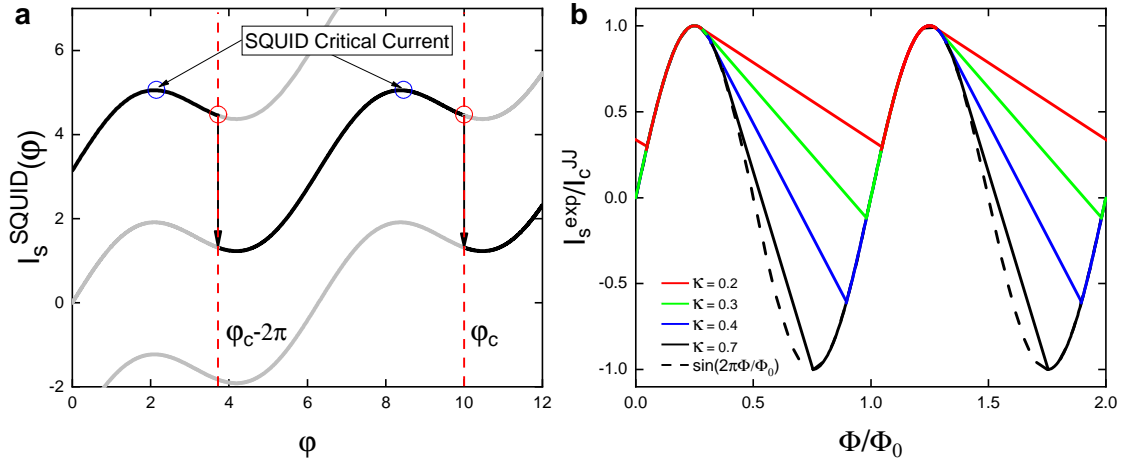 a
SQUID Critical Current
I_s^SQUID(φ)
6
4
2
0
-2
φ_c-2π
φ_c
0 2 4 6 8 10 12
φ
b
I_s^exp/I_c^JJ
1.0
0.5
0.0
-0.5
-1.0
κ = 0.2
κ = 0.3
κ = 0.4
κ = 0.7
sin(2πΦ/Φ_0)
0.0 0.5 1.0 1.5 2.0
Φ/Φ_0